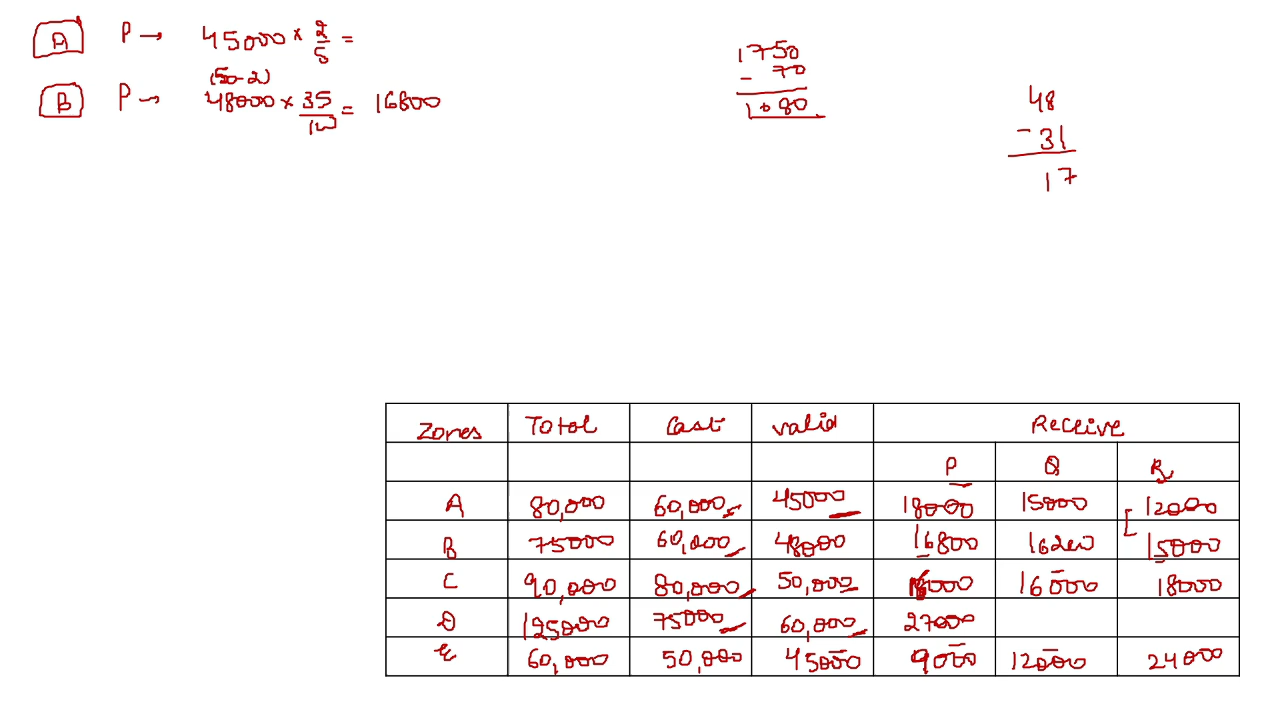 A P → 45000 × 2/5 =
(50-2)
B P → 48000 × 35/100 = 16800
1750
- 70
1080
48
- 31
17
Zones Total Cast valid Receive
P Q R
A 80,000 60,000 45000 18000 15000 12000
B 75000 60,000 48000 16800 16200 15000
C 90,000 80,000 50,000 16000 16000 18000
D 125000 75000 60,000 27000
E 60,000 50,000 45000 9000 12000 24000